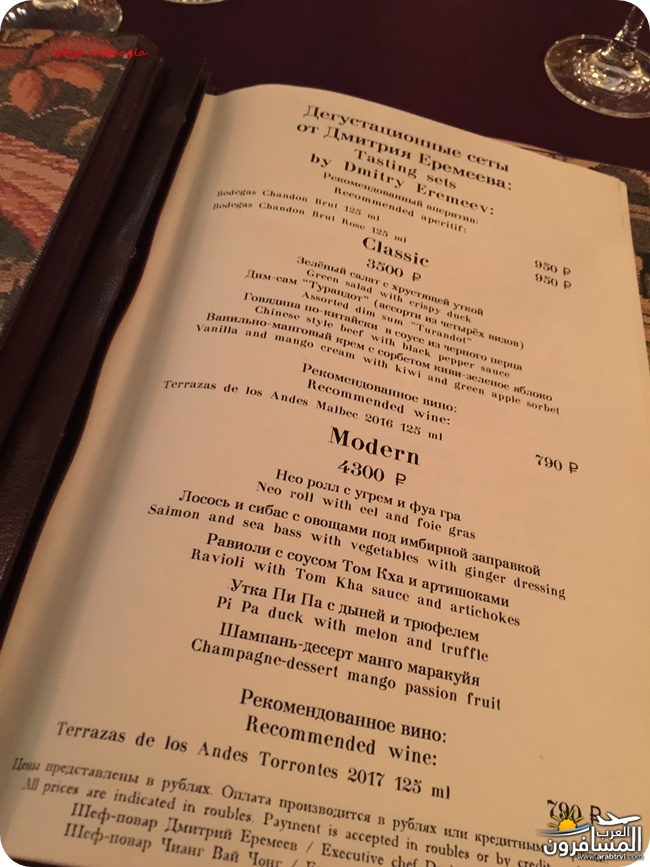 Дегустационные сеты
от Дмитрия Еремеева:
Tasting sets
by Dmitry Eremeev:
Рекомендованный аперитив:
Recommended aperitif:
Bodegas Chandon Brut 125 ml 950 ₽
Bodegas Chandon Brut Rose 125 ml 950 ₽
Classic
3500 ₽
Зелёный салат с хрустящей уткой
Green salad with crispy duck
Дим-сам "Турандот" (ассорти из четырёх видов)
Assorted dim sum "Turandot"
Говядина по-китайски в соусе из черного перца
Chinese style beef with black pepper sauce
Ванильно-манговый крем с сорбетом киви-зеленое яблоко
Vanilla and mango cream with kiwi and green apple sorbet
Рекомендованное вино:
Recommended wine:
Terrazas de los Andes Malbec 2016 125 ml 790 ₽
Modern
4300 ₽
Нео ролл с угрем и фуа гра
Neo roll with eel and foie gras
Лосось и сибас с овощами под имбирной заправкой
Salmon and sea bass with vegetables with ginger dressing
Равиоли с соусом Том Кха и артишоками
Ravioli with Tom Kha sauce and artichokes
Утка Пи Па с дыней и трюфелем
Pi Pa duck with melon and truffle
Шампань-десерт манго маракуйя
Champagne-dessert mango passion fruit
Рекомендованное вино:
Recommended wine:
Terrazas de los Andes Torrontes 2017 125 ml 790 ₽
Цены представлены в рублях. Оплата производится в рублях или кредитны
All prices are indicated in roubles. Payment is accepted in roubles or by cre
Шеф-повар Дмитрий Еремеев / Executive chef D
Шеф-повар Чианг Вай Чонг /
العرب
المسافرون
www.arabtrvl.com